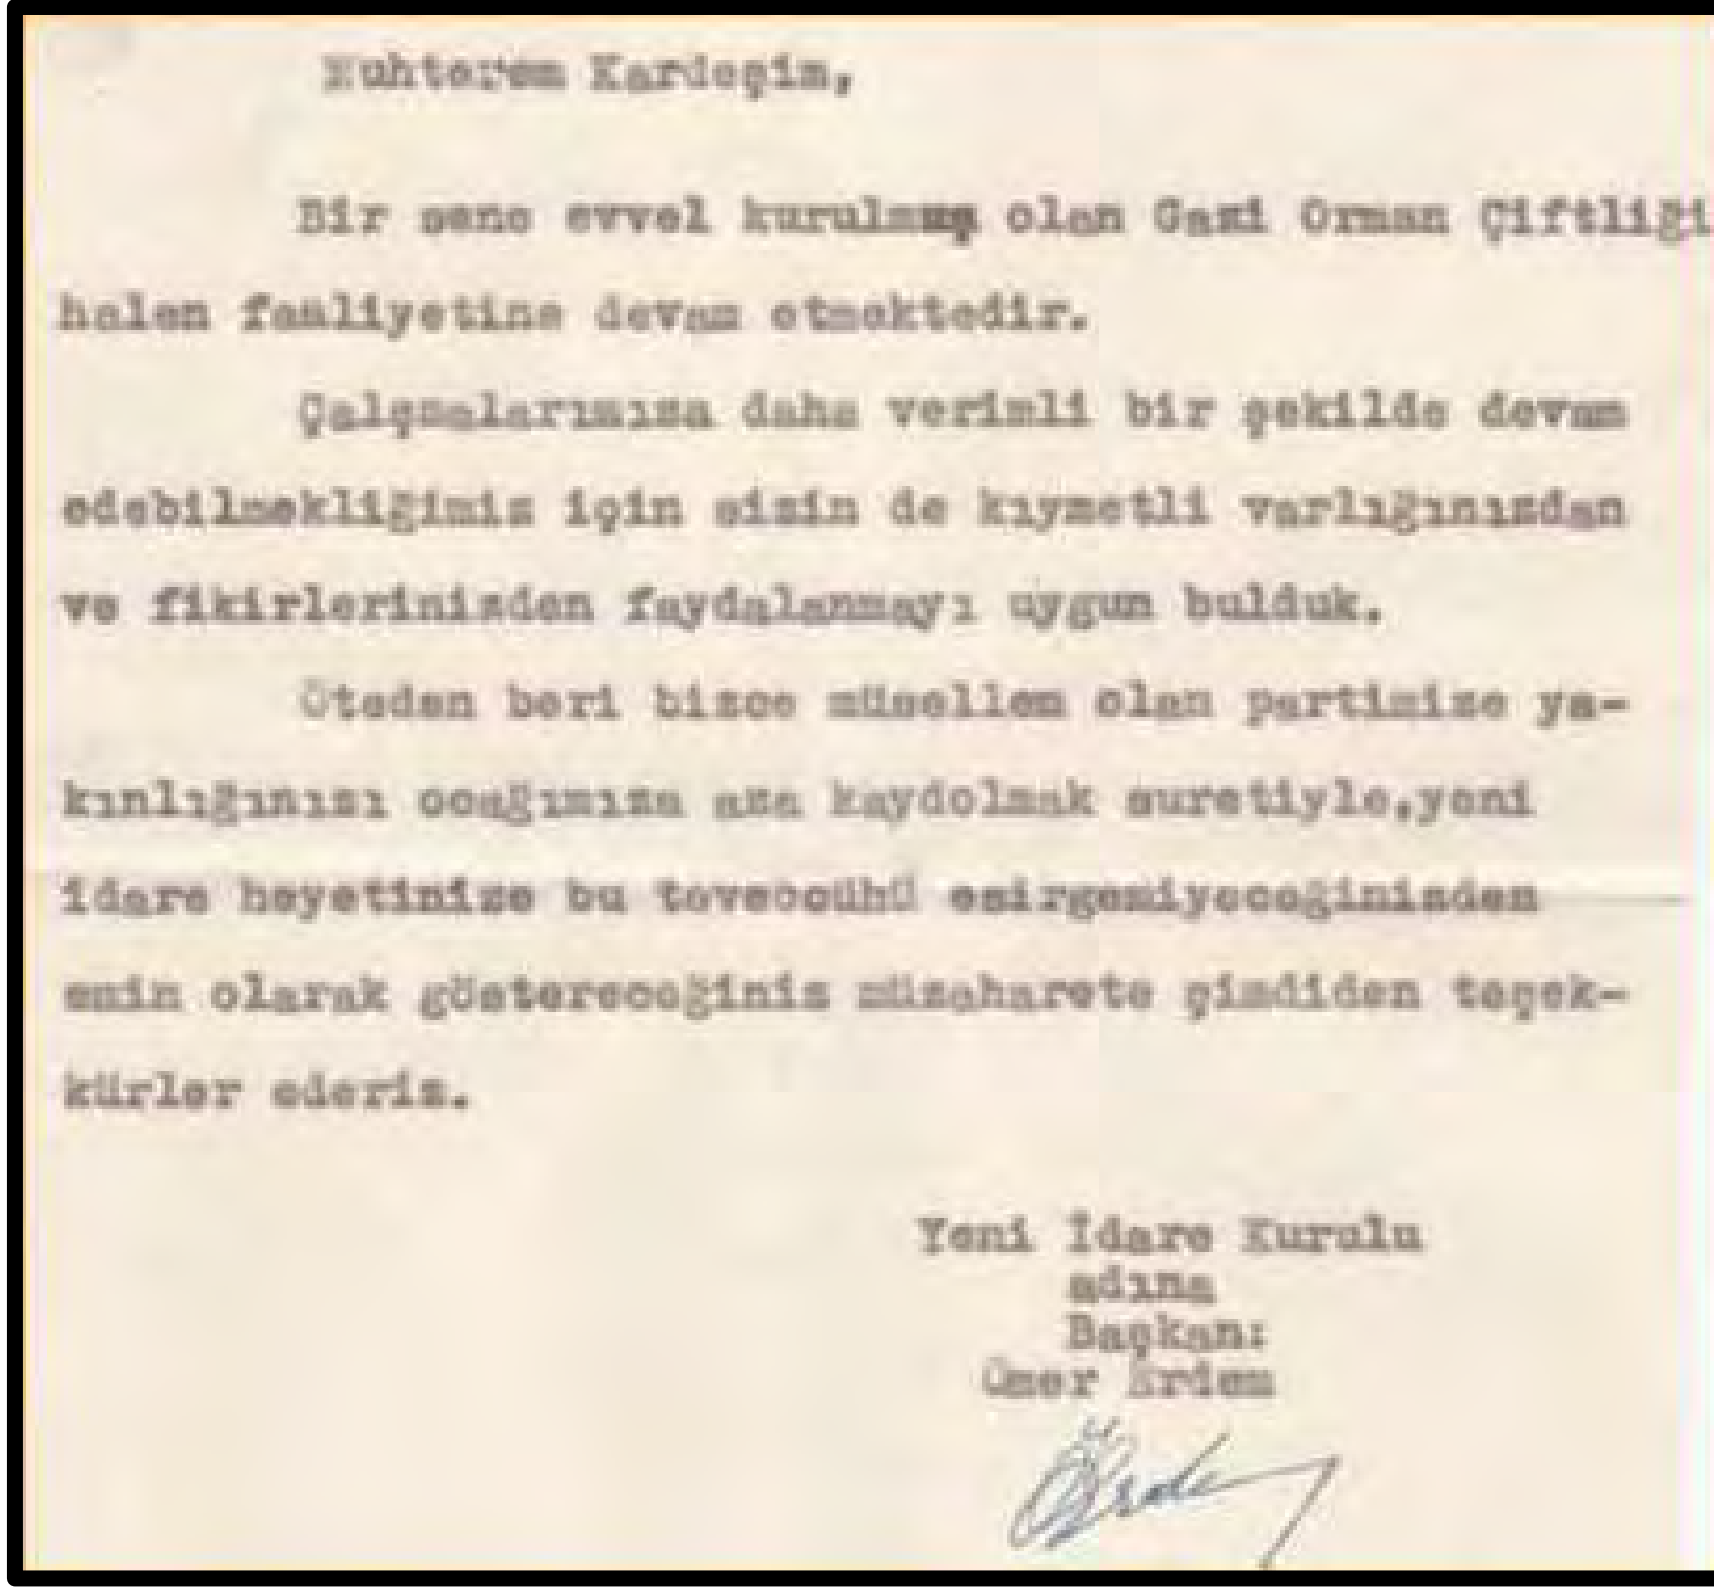 Muhterem Kardeşim,
Bir sene evvel kurulmuş olan Gazi Orman Çiftliği
halen faaliyetine devam etmektedir.
Çalışmalarımıza daha verimli bir şekilde devam
edebilmekliğimiz için sizin de kıymetli varlığınızdan
ve fikirlerinizden faydalanmayı uygun bulduk.
Öteden beri bizce müsellem olan partimize ya-
kınlığınızı ocağımıza aza kaydolmak suretiyle,yeni
idare heyetinize bu teveccühü esirgemiyeceğinizden
emin olarak göstereceğiniz müzaharete şimdiden teşek-
kürler ederiz.
Yeni İdare Kurulu
adına
Başkan:
Ömer Erdem